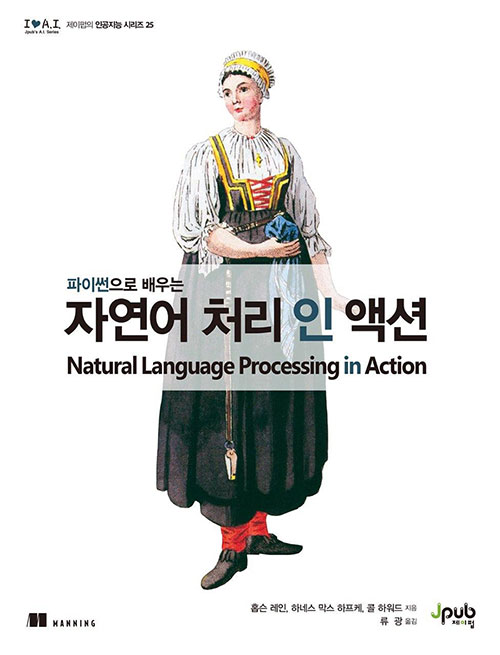 I♥A.I. 제이펍의 인공지능 시리즈 25
Jpub's A.I. Series
파이썬으로 배우는
자연어 처리 인 액션
Natural Language Processing in Action
홉슨 레인, 하네스 막스 하프케, 콜 하워드 지음
류 광 옮김
MANNING
Jpub
제이펍